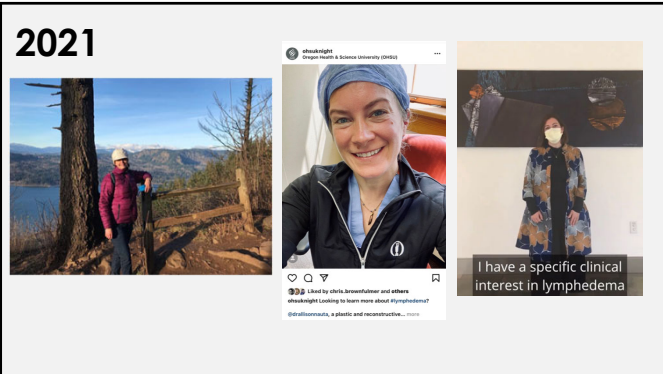 2021
ohsuknight
Oregon Health & Science University (OHSU)
Liked by chris.brownfulmer and others
ohsuknight Looking to learn more about #lymphedema?
@drallisonnauta, a plastic and reconstructive... more
I have a specific clinical
interest in lymphedema